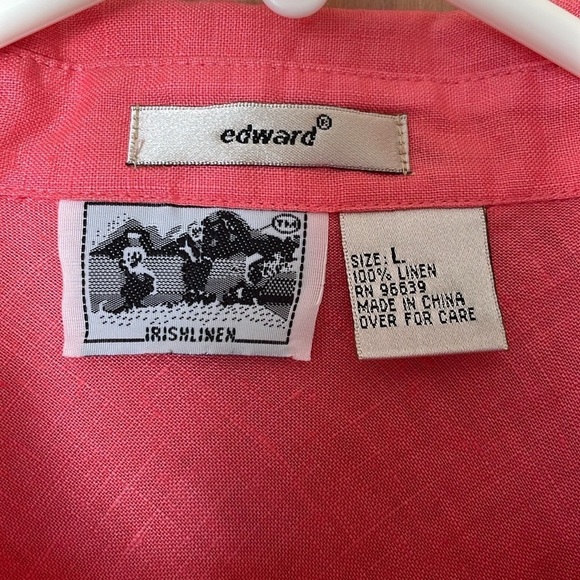 edward®
TM
IRISHLINEN
SIZE: L
100% LINEN
RN 96639
MADE IN CHINA
OVER FOR CARE